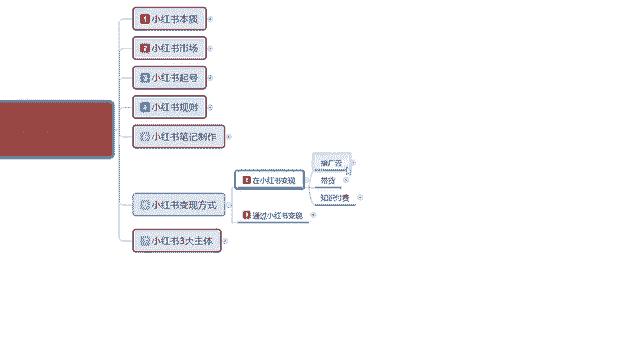 1 小红书本质
2 小红书市场
3 小红书起号
4 小红书规则
小红书笔记制作
小红书变现方式
1 在小红书变现
推广告
带货
知识付费
2 通过小红书变现
小红书3大主体